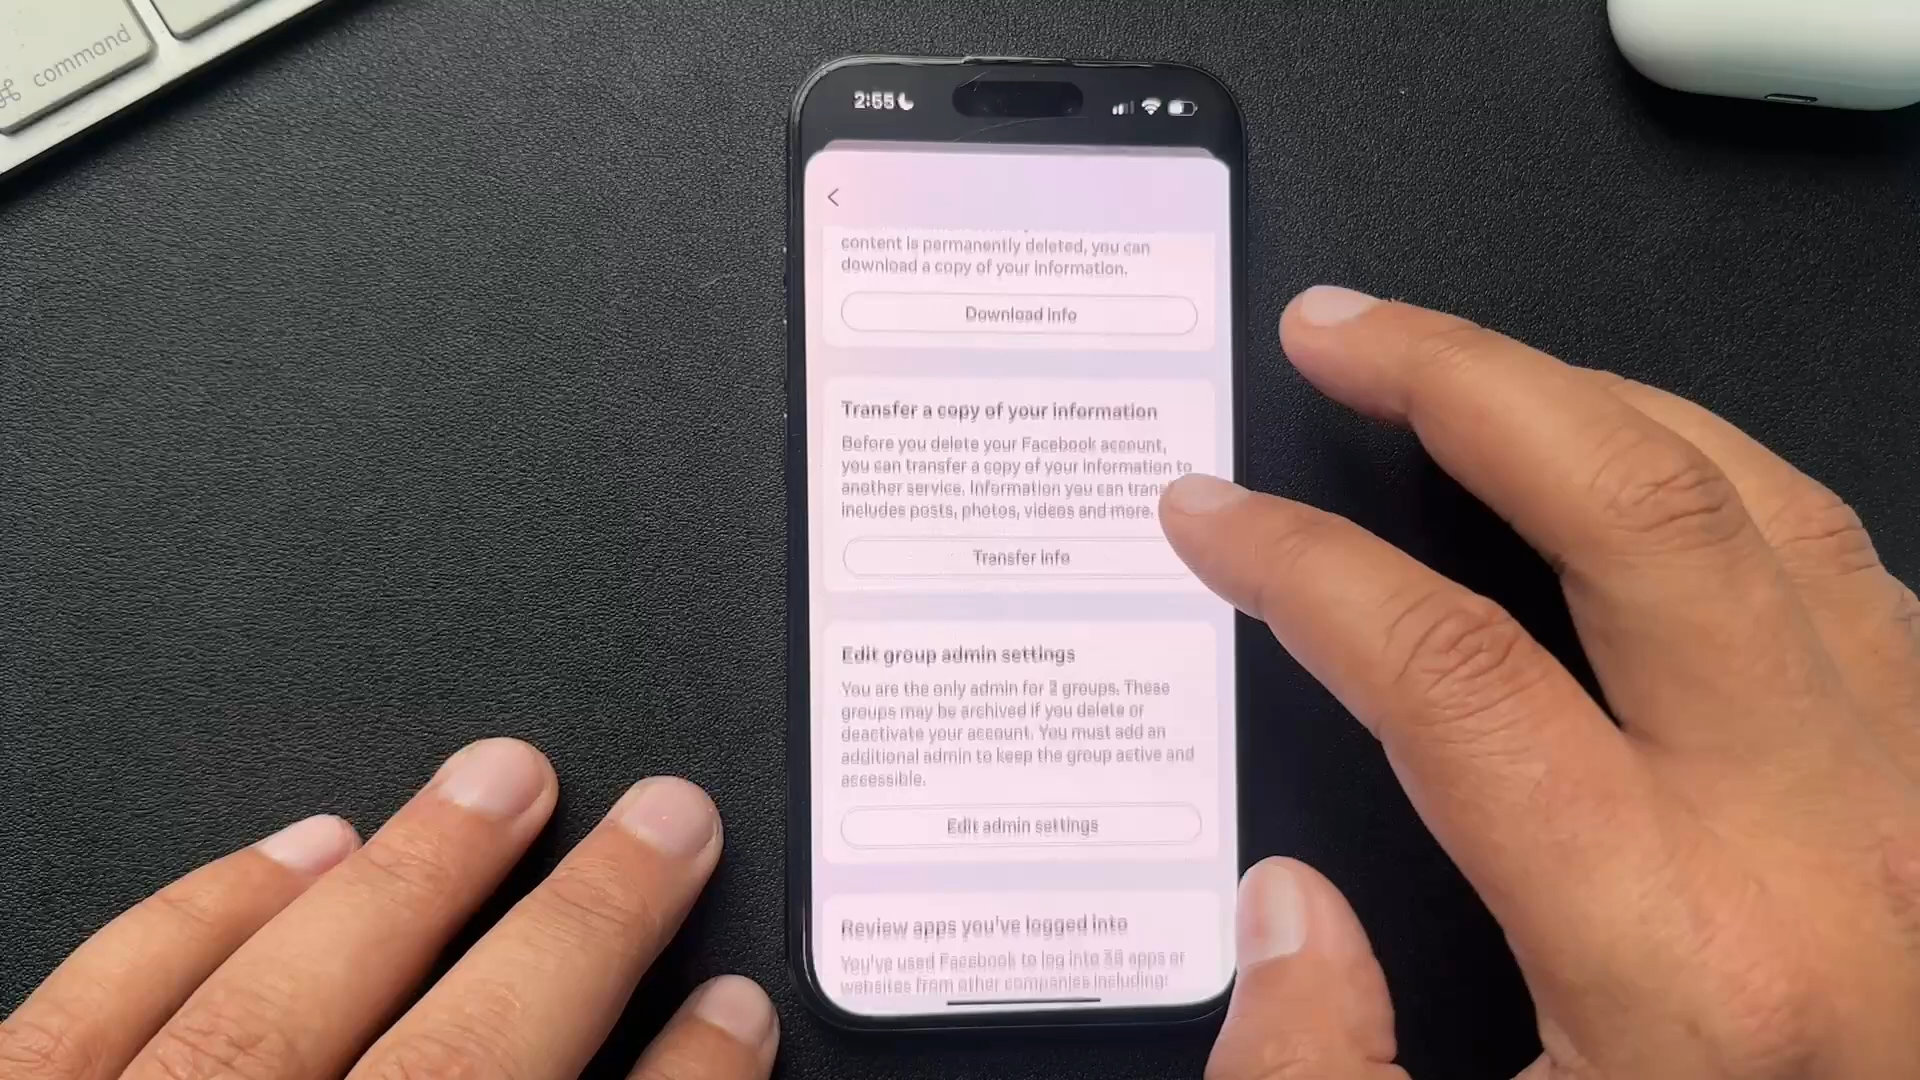 ⌘ command
2:55
content is permanently deleted, you can
download a copy of your information.
Download info
Transfer a copy of your information
Before you delete your Facebook account,
you can transfer a copy of your information to
another service. Information you can
includes posts, photos, videos and more.
Transfer info
Edit group admin settings
You are the only admin for groups. These
groups may be archived if you delete or
deactivate your account. You must add an
additional admin to keep the group active and
accessible.
Edit admin settings
Review apps you've logged into
You've used Facebook to log into apps or
websites from other companies including: